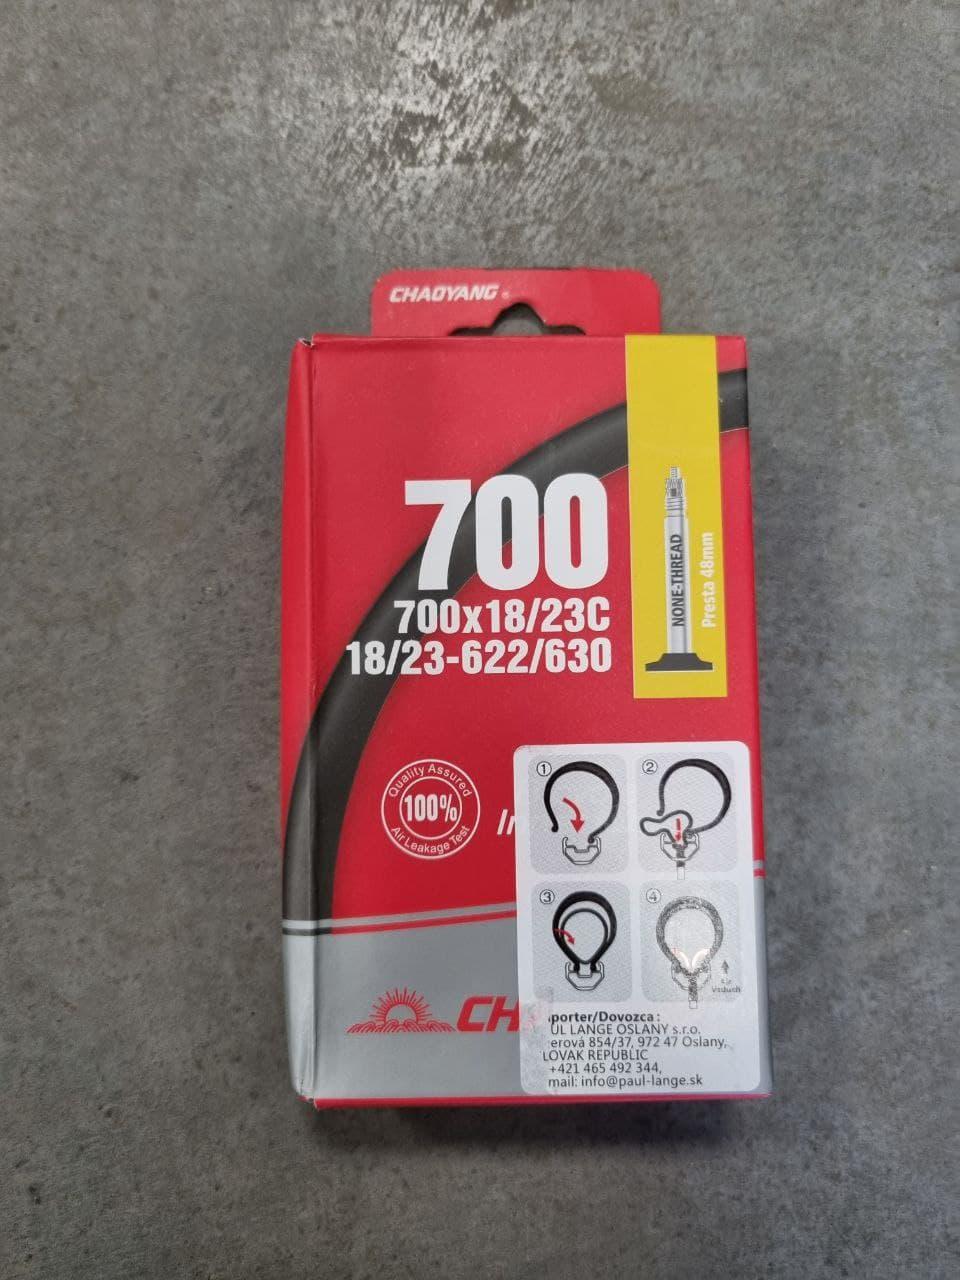 CHAOYANG
700
700x18/23C
18/23-622/630
NONE-THREAD
Presta 48mm
Quality Assured
100%
Air Leakage Test
1
2
3
4
Vzduch
CH
porter/Dovozca :
UL LANGE OSLANY s.r.o.
erová 854/37, 972 47 Oslany,
LOVAK REPUBLIC
+421 465 492 344,
mail: info@paul-lange.sk